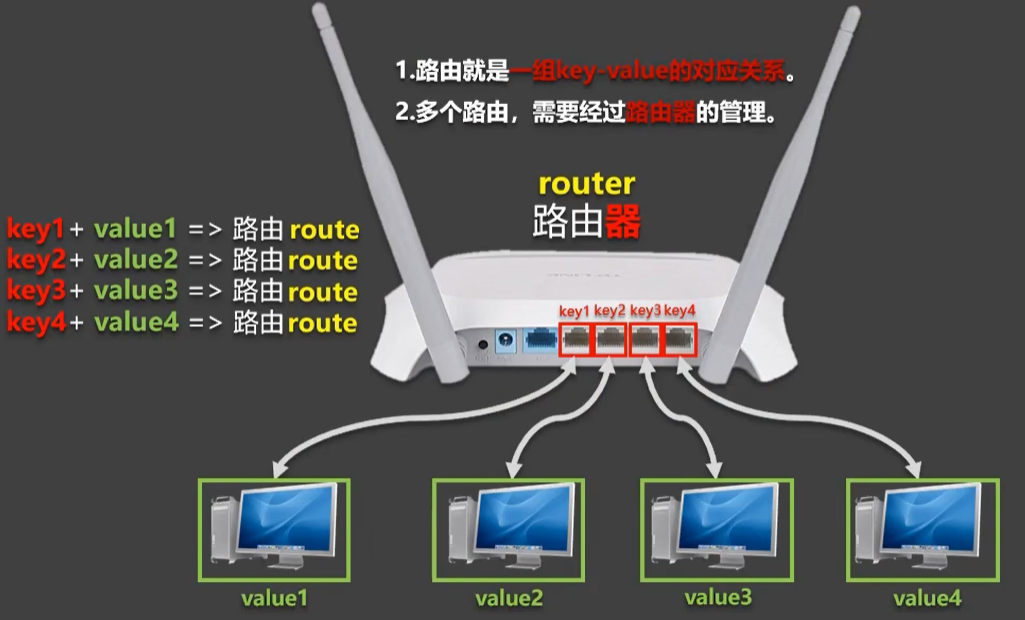 1.路由就是一组key-value的对应关系。
2.多个路由，需要经过路由器的管理。
router
路由器
key1+ value1 => 路由 route
key2+ value2 => 路由 route
key3+ value3 => 路由 route
key4+ value4 => 路由 route
TP-LINK
key1 key2 key3 key4
value1 value2 value3 value4